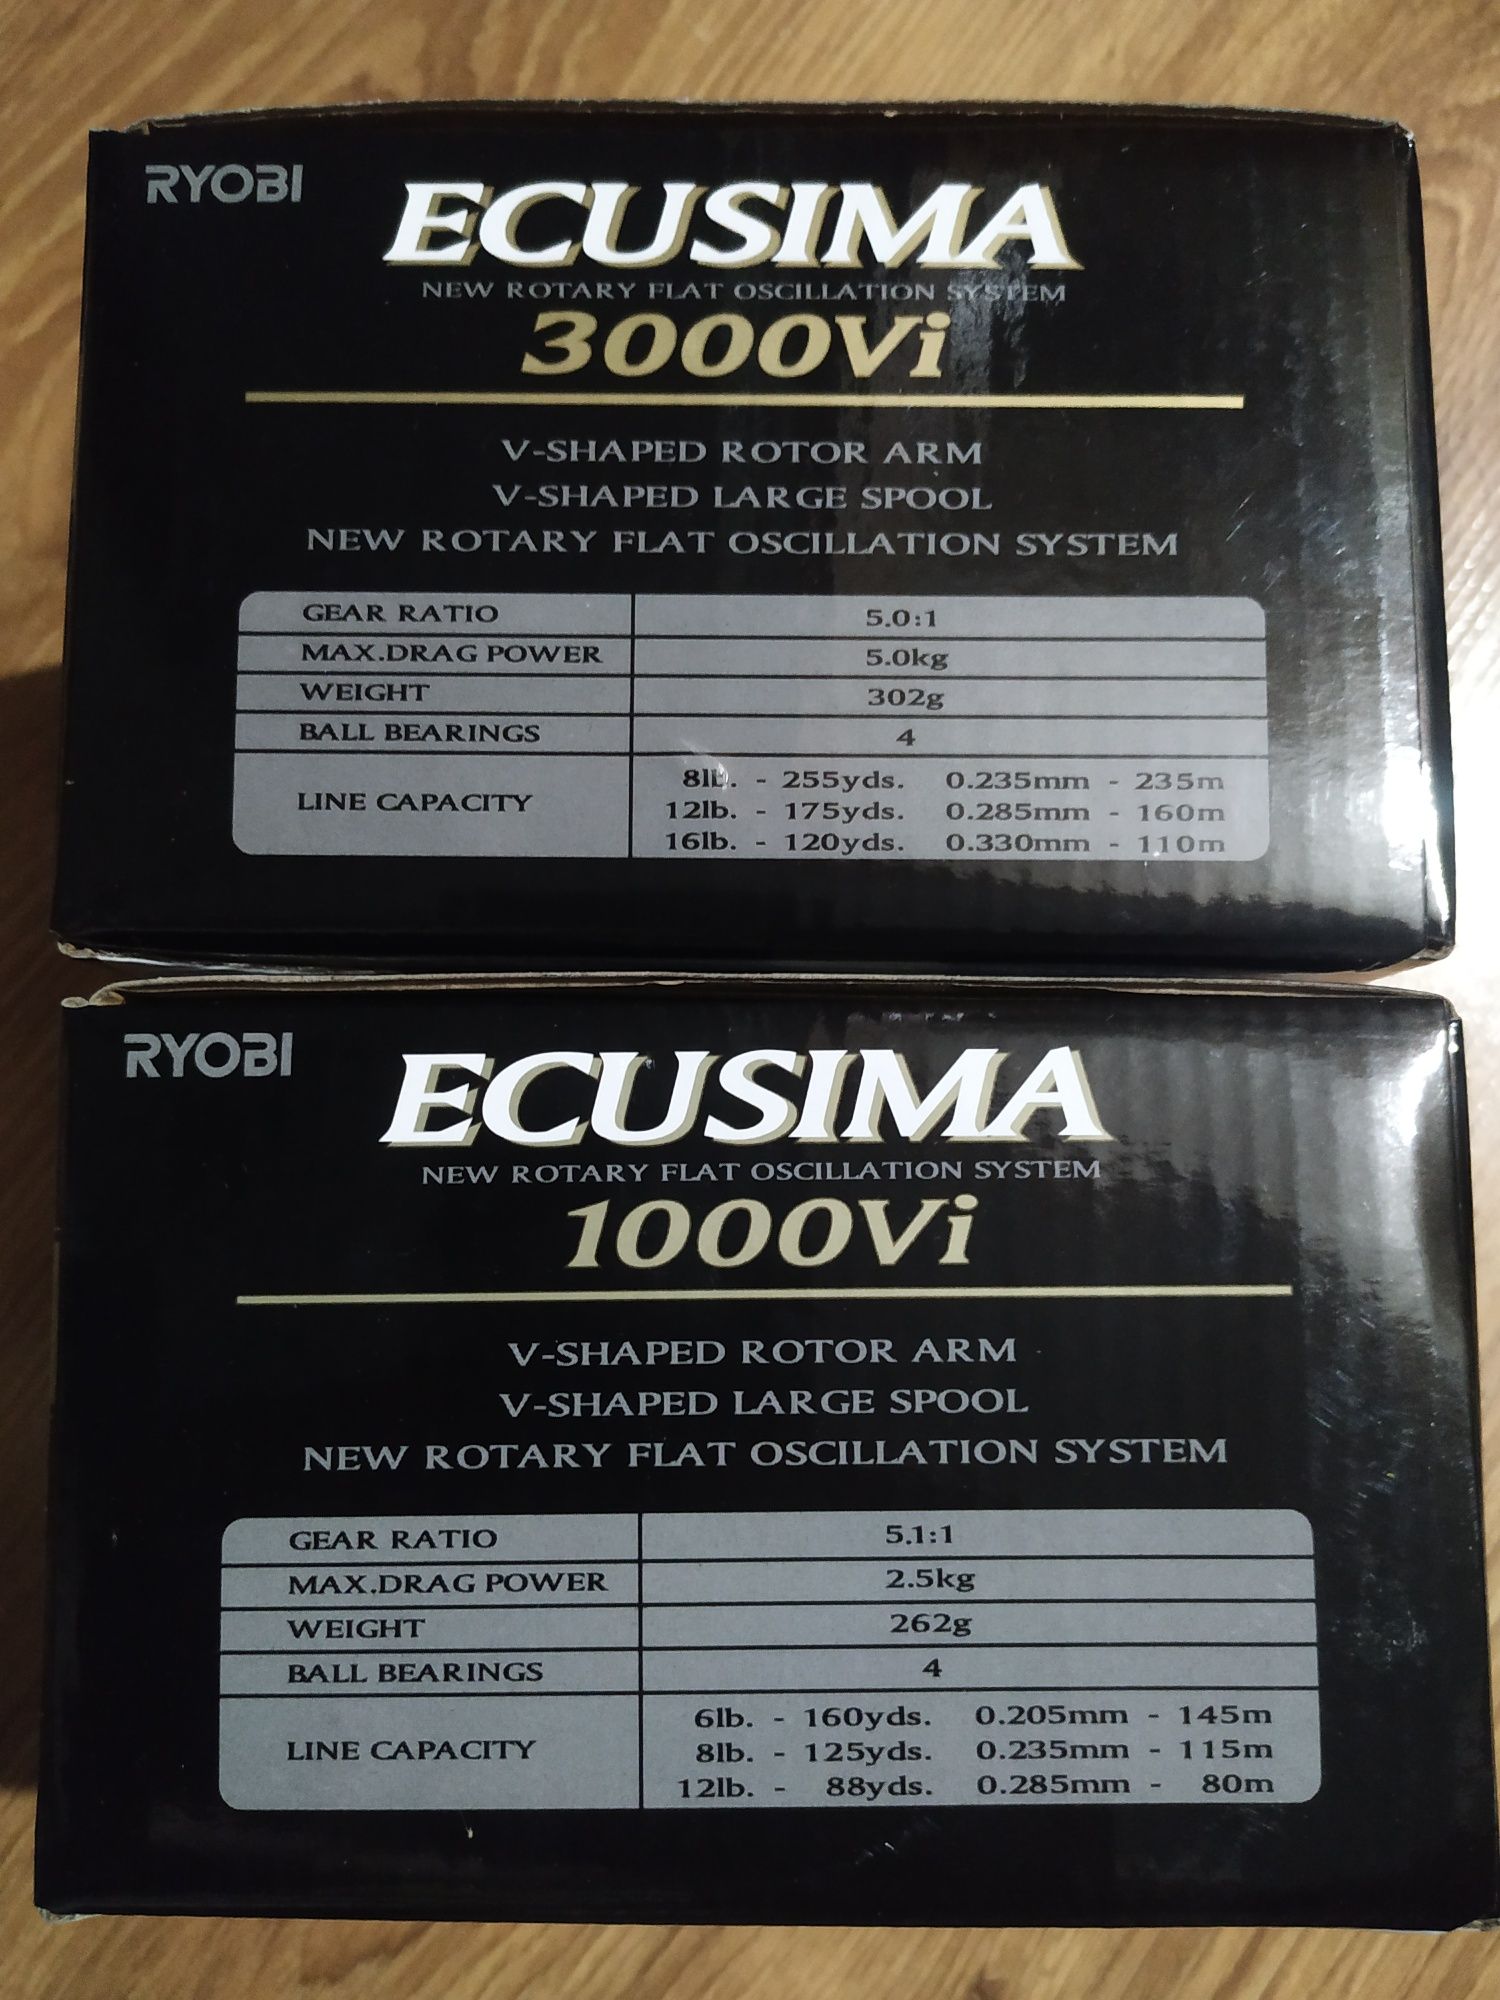 RYOBI
ECUSIMA
NEW ROTARY FLAT OSCILLATION SYSTEM
3000Vi
V-SHAPED ROTOR ARM
V-SHAPED LARGE SPOOL
NEW ROTARY FLAT OSCILLATION SYSTEM
GEAR RATIO 5.0:1
MAX.DRAG POWER 5.0kg
WEIGHT 302g
BALL BEARINGS 4
LINE CAPACITY
8lb. - 255yds. 0.235mm - 235m
12lb. - 175yds. 0.285mm - 160m
16lb. - 120yds. 0.330mm - 110m
RYOBI
ECUSIMA
NEW ROTARY FLAT OSCILLATION SYSTEM
1000Vi
V-SHAPED ROTOR ARM
V-SHAPED LARGE SPOOL
NEW ROTARY FLAT OSCILLATION SYSTEM
GEAR RATIO 5.1:1
MAX.DRAG POWER 2.5kg
WEIGHT 262g
BALL BEARINGS 4
LINE CAPACITY
6lb. - 160yds. 0.205mm - 145m
8lb. - 125yds. 0.235mm - 115m
12lb. - 88yds. 0.285mm - 80m